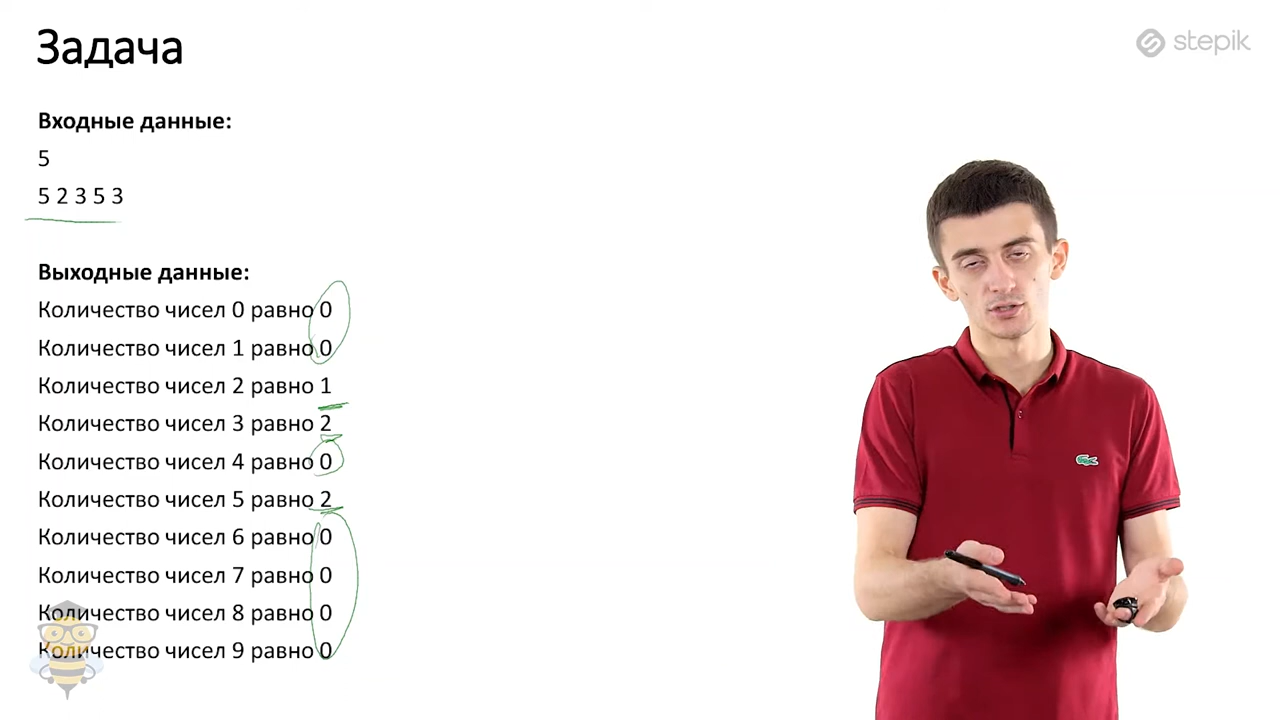 Задача
stepik
Входные данные:
5
5 2 3 5 3
Выходные данные:
Количество чисел 0 равно 0
Количество чисел 1 равно 0
Количество чисел 2 равно 1
Количество чисел 3 равно 2
Количество чисел 4 равно 0
Количество чисел 5 равно 2
Количество чисел 6 равно 0
Количество чисел 7 равно 0
Количество чисел 8 равно 0
Количество чисел 9 равно 0